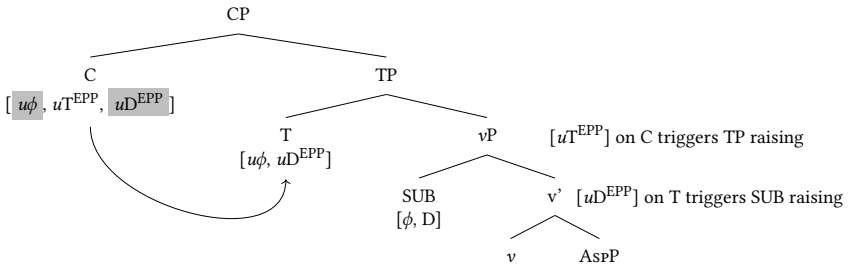 CP
C TP
[ uϕ , uT^EPP, uD^EPP ]
T vP [uT^EPP] on C triggers TP raising
[uϕ, uD^EPP]
SUB v’ [uD^EPP] on T triggers SUB raising
[ϕ, D]
v AspP